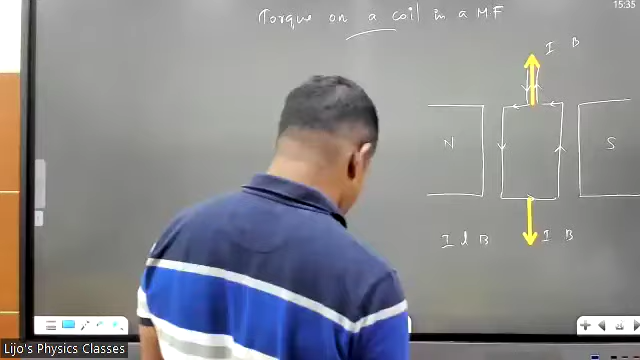 15:35
Torque on a coil in a MF
I B
N
S
I l B
I B
Lijo's Physics Classes